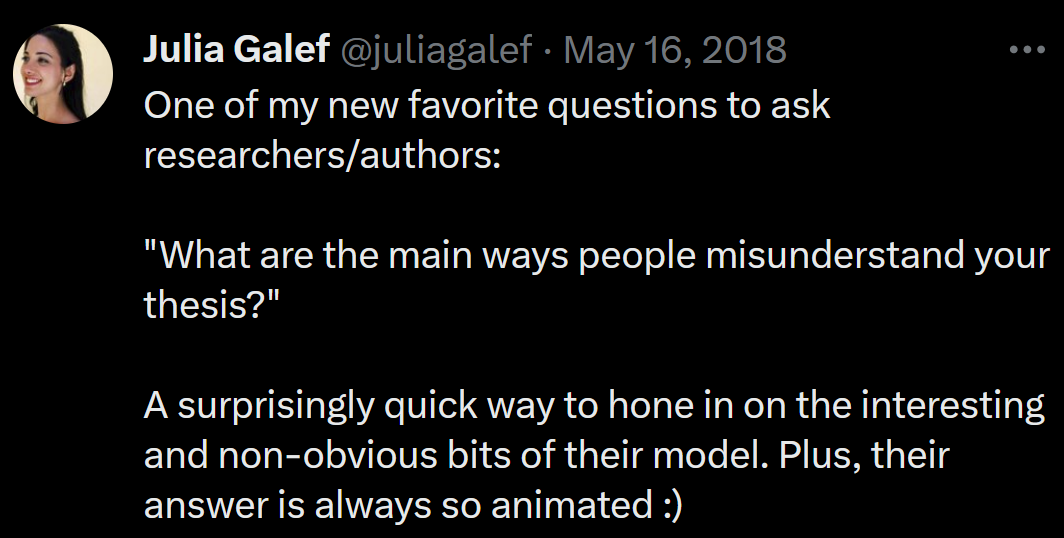 Julia Galef @juliagalef · May 16, 2018
One of my new favorite questions to ask
researchers/authors:
"What are the main ways people misunderstand your
thesis?"
A surprisingly quick way to hone in on the interesting
and non-obvious bits of their model. Plus, their
answer is always so animated :)